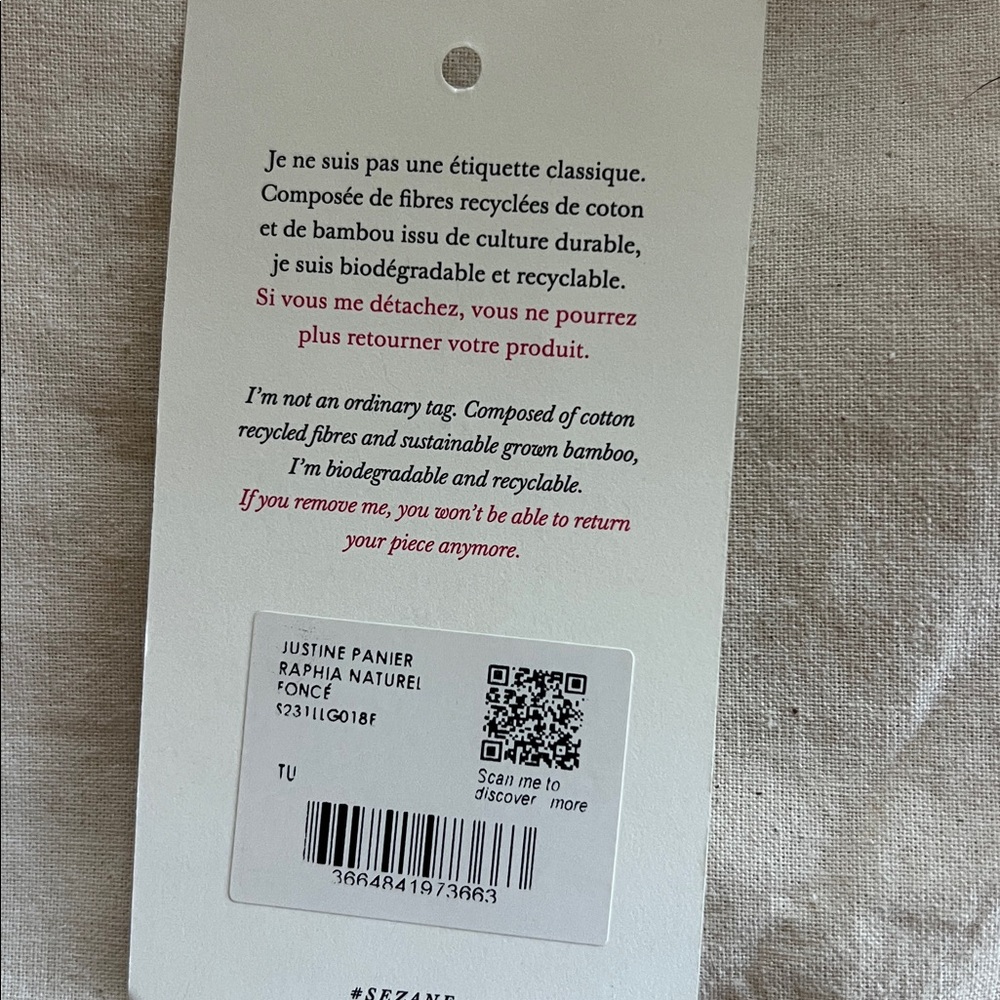 Je ne suis pas une étiquette classique.
Composée de fibres recyclées de coton
et de bambou issu de culture durable,
je suis biodégradable et recyclable.
Si vous me détachez, vous ne pourrez
plus retourner votre produit.
I'm not an ordinary tag. Composed of cotton
recycled fibres and sustainable grown bamboo,
I'm biodegradable and recyclable.
If you remove me, you won't be able to return
your piece anymore.
JUSTINE PANIER
RAPHIA NATUREL
FONCÉ
S231LLG018F
TU
Scan me to
discover more
3664841973663
#SEZANE